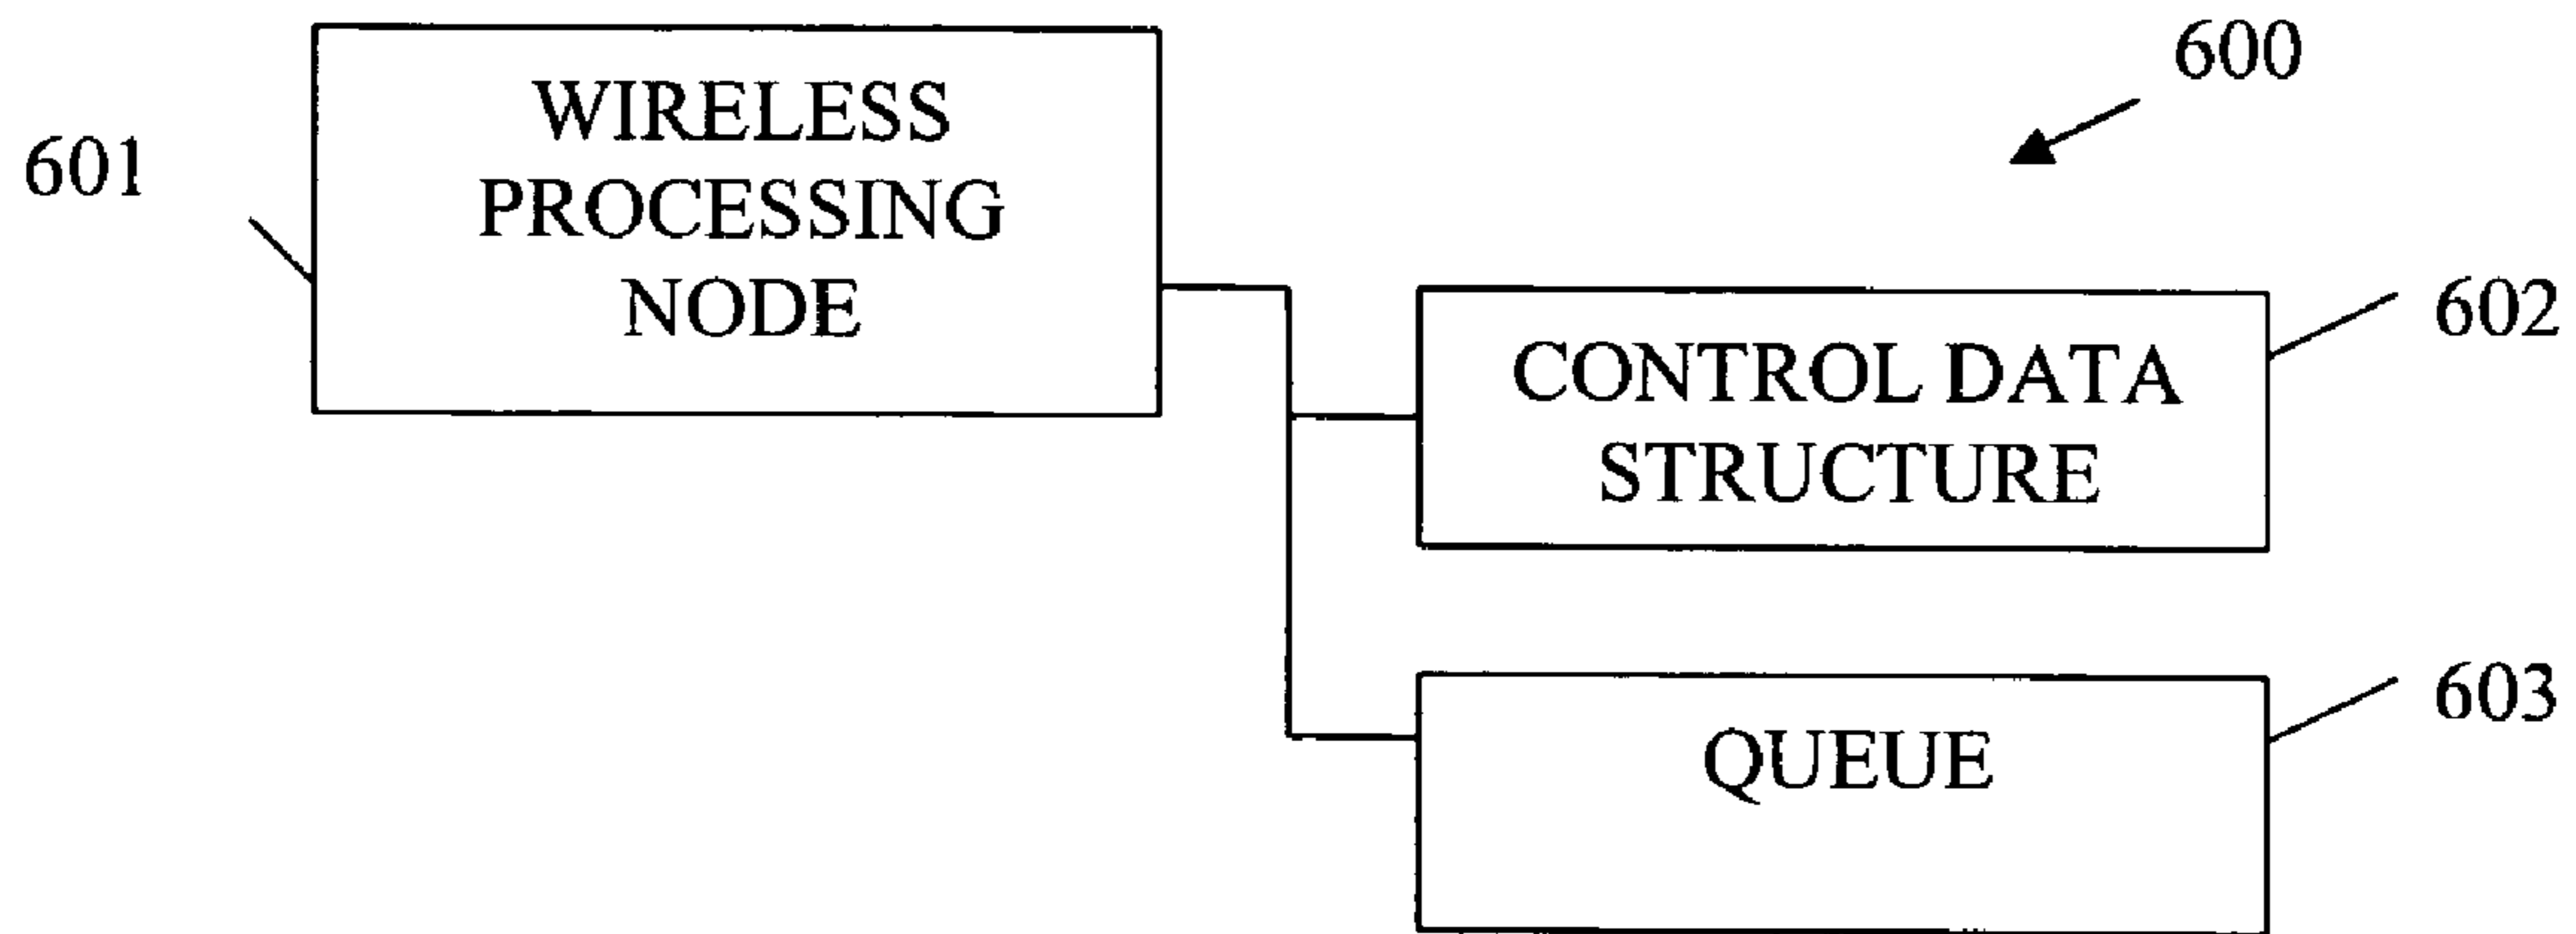 600
601
WIRELESS
PROCESSING
NODE
602
CONTROL DATA
STRUCTURE
603
QUEUE